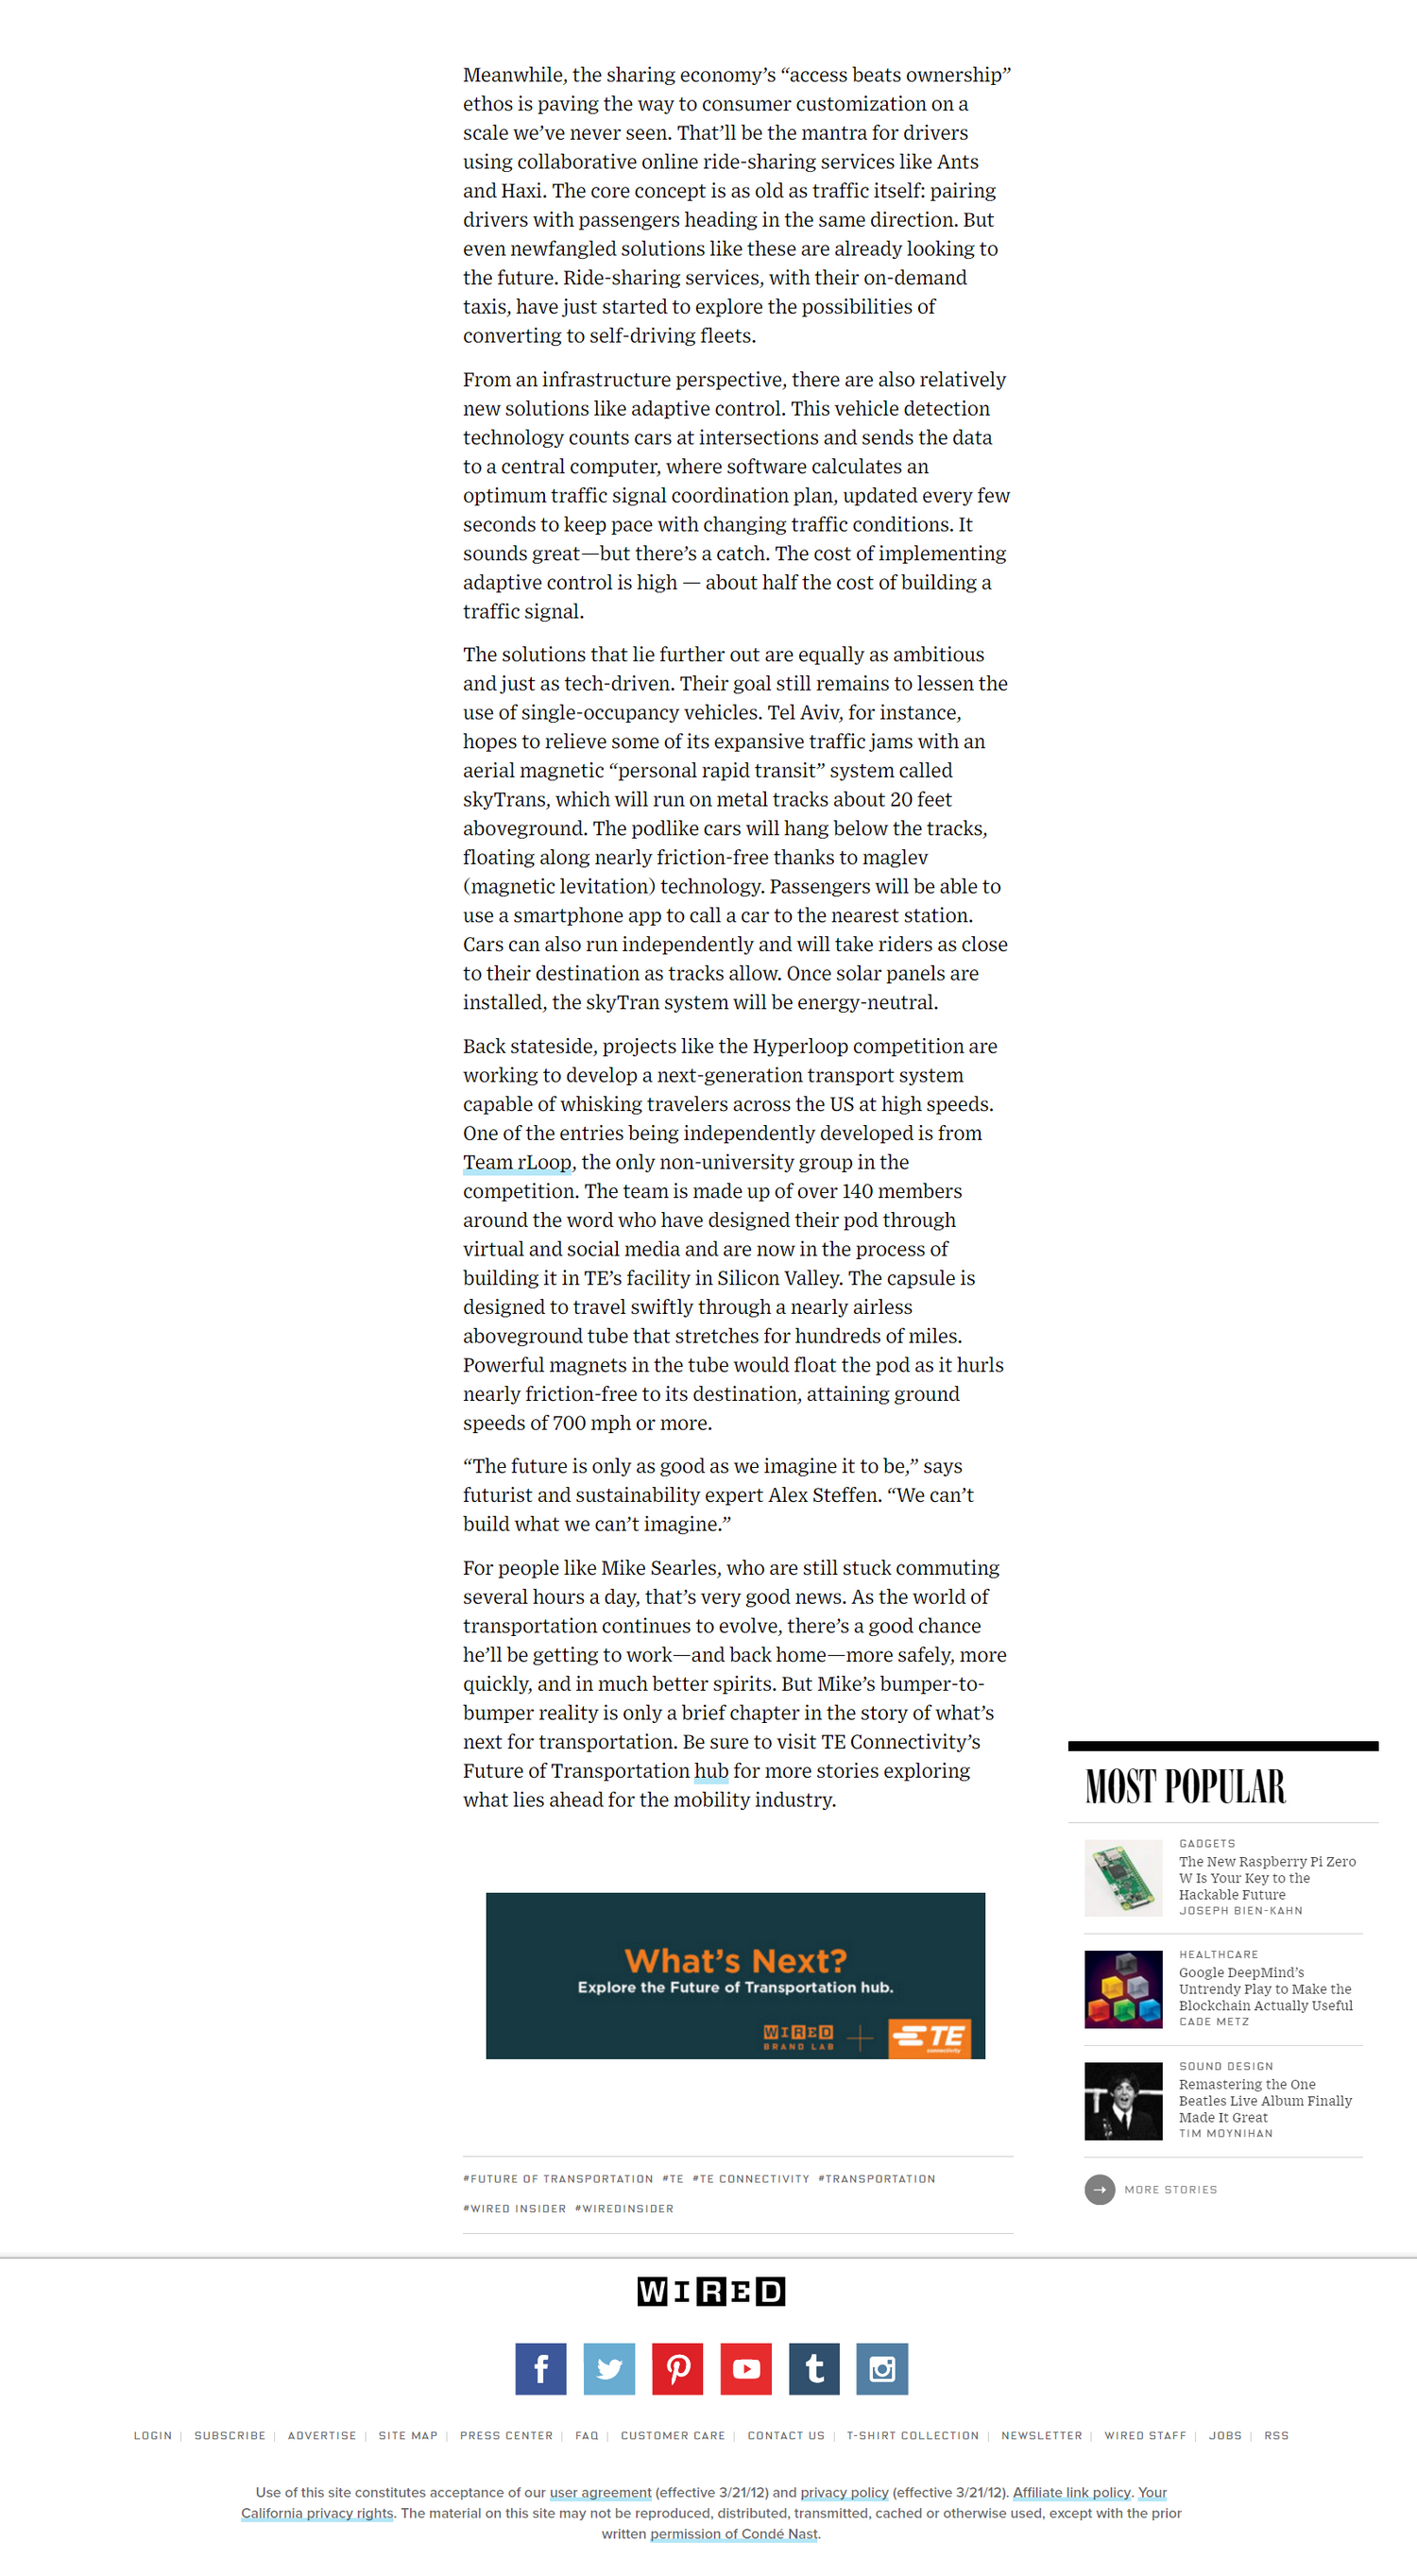 Meanwhile, the sharing economy’s “access beats ownership”
ethos is paving the way to consumer customization on a
scale we’ve never seen. That’ll be the mantra for drivers
using collaborative online ride-sharing services like Ants
and Haxi. The core concept is as old as traffic itself: pairing
drivers with passengers heading in the same direction. But
even newfangled solutions like these are already looking to
the future. Ride-sharing services, with their on-demand
taxis, have just started to explore the possibilities of
converting to self-driving fleets.
From an infrastructure perspective, there are also relatively
new solutions like adaptive control. This vehicle detection
technology counts cars at intersections and sends the data
to a central computer, where software calculates an
optimum traffic signal coordination plan, updated every few
seconds to keep pace with changing traffic conditions. It
sounds great—but there’s a catch. The cost of implementing
adaptive control is high — about half the cost of building a
traffic signal.
The solutions that lie further out are equally as ambitious
and just as tech-driven. Their goal still remains to lessen the
use of single-occupancy vehicles. Tel Aviv, for instance,
hopes to relieve some of its expansive traffic jams with an
aerial magnetic “personal rapid transit” system called
skyTrans, which will run on metal tracks about 20 feet
aboveground. The podlike cars will hang below the tracks,
floating along nearly friction-free thanks to maglev
(magnetic levitation) technology. Passengers will be able to
use a smartphone app to call a car to the nearest station.
Cars can also run independently and will take riders as close
to their destination as tracks allow. Once solar panels are
installed, the skyTran system will be energy-neutral.
Back stateside, projects like the Hyperloop competition are
working to develop a next-generation transport system
capable of whisking travelers across the US at high speeds.
One of the entries being independently developed is from
Team rLoop, the only non-university group in the
competition. The team is made up of over 140 members
around the word who have designed their pod through
virtual and social media and are now in the process of
building it in TE’s facility in Silicon Valley. The capsule is
designed to travel swiftly through a nearly airless
aboveground tube that stretches for hundreds of miles.
Powerful magnets in the tube would float the pod as it hurls
nearly friction-free to its destination, attaining ground
speeds of 700 mph or more.
“The future is only as good as we imagine it to be,” says
futurist and sustainability expert Alex Steffen. “We can’t
build what we can’t imagine.”
For people like Mike Searles, who are still stuck commuting
several hours a day, that’s very good news. As the world of
transportation continues to evolve, there’s a good chance
he’ll be getting to work—and back home—more safely, more
quickly, and in much better spirits. But Mike’s bumper-to-
bumper reality is only a brief chapter in the story of what’s
next for transportation. Be sure to visit TE Connectivity’s
Future of Transportation hub for more stories exploring
what lies ahead for the mobility industry.
What’s Next?
Explore the Future of Transportation hub.
WIRED
BRAND LAB
TE
connectivity
#FUTURE OF TRANSPORTATION #TE #TE CONNECTIVITY #TRANSPORTATION
#WIRED INSIDER #WIREDINSIDER
MOST POPULAR
GADGETS
The New Raspberry Pi Zero
W Is Your Key to the
Hackable Future
JOSEPH BIEN-KAHN
HEALTHCARE
Google DeepMind’s
Untrendy Play to Make the
Blockchain Actually Useful
CADE METZ
SOUND DESIGN
Remastering the One
Beatles Live Album Finally
Made It Great
TIM MOYNIHAN
MORE STORIES
WIRED
LOGIN | SUBSCRIBE | ADVERTISE | SITE MAP | PRESS CENTER | FAQ | CUSTOMER CARE | CONTACT US | T-SHIRT COLLECTION | NEWSLETTER | WIRED STAFF | JOBS | RSS
Use of this site constitutes acceptance of our user agreement (effective 3/21/12) and privacy policy (effective 3/21/12). Affiliate link policy. Your
California privacy rights. The material on this site may not be reproduced, distributed, transmitted, cached or otherwise used, except with the prior
written permission of Condé Nast.